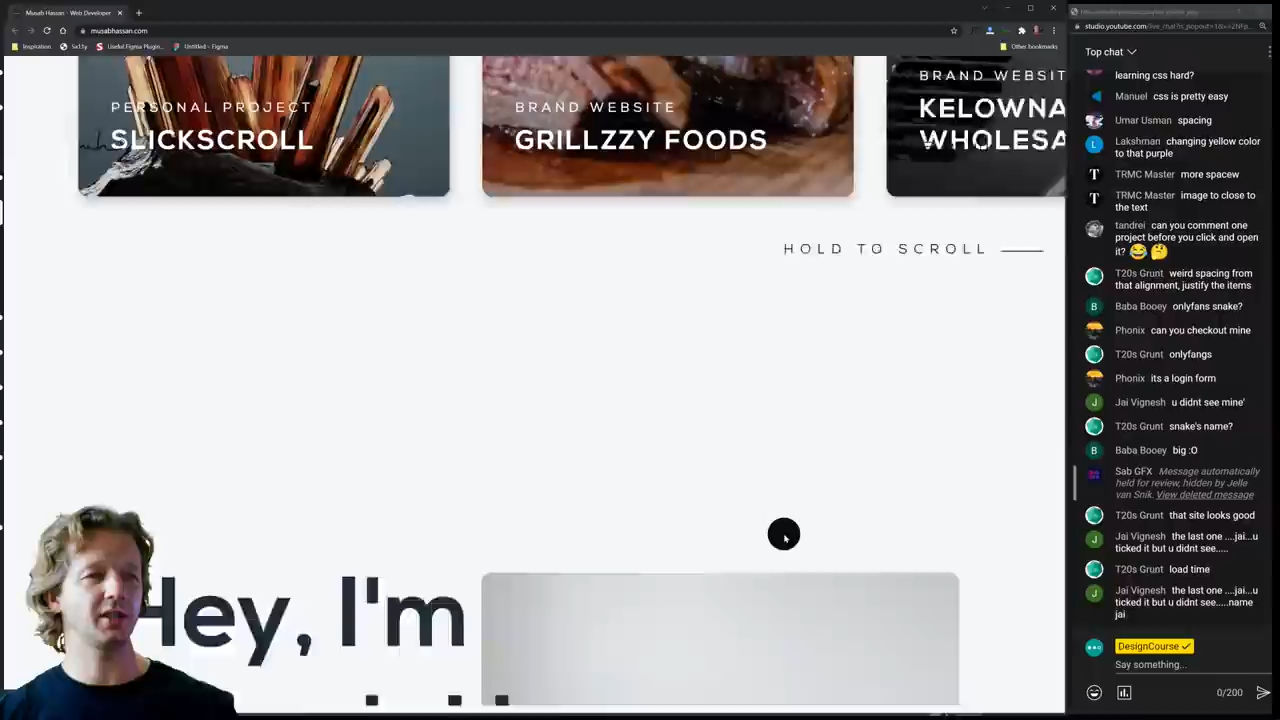 Musab Hassan - Web Developer
musabhassan.com
studio.youtube.com/live_chat?is_popout=1&v=2NFp...
Inspiration
5x11y
Useful Figma Plugin...
Untitled - Figma
Other bookmarks
PERSONAL PROJECT
SLICKSCROLL
BRAND WEBSITE
GRILLZZY FOODS
BRAND WEBSIT
KELOWNA
WHOLESA
HOLD TO SCROLL
Hey, I'm
Top chat
learning css hard?
Manuel css is pretty easy
Umar Usman spacing
Lakshman changing yellow color
to that purple
TRMC Master more spacew
TRMC Master image to close to
the text
tandrei can you comment one
project before you click and open
it? 😂 🤔
T20s Grunt weird spacing from
that alignment, justify the items
Baba Booey onlyfans snake?
Phonix can you checkout mine
T20s Grunt onlyfangs
Phonix its a login form
Jai Vignesh u didnt see mine'
T20s Grunt snake's name?
Baba Booey big :O
Sab GFX Message automatically
held for review, hidden by Jelle
van Snik. View deleted message
T20s Grunt that site looks good
Jai Vignesh the last one ....jai...u
ticked it but u didnt see.....
T20s Grunt load time
Jai Vignesh the last one ....jai...u
ticked it but u didnt see.....name
jai
DesignCourse
Say something...
0/200